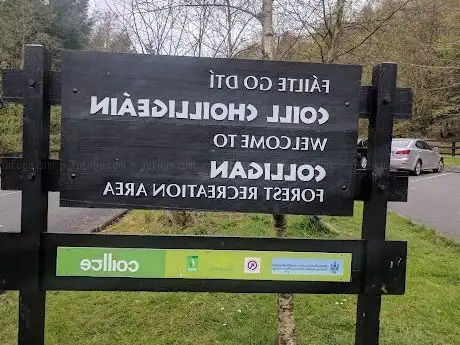 FÁILTE GO DTÍ
COILL CHOILLIGEÁIN
WELCOME TO
COLLIGAN
FOREST RECREATION AREA
coillte